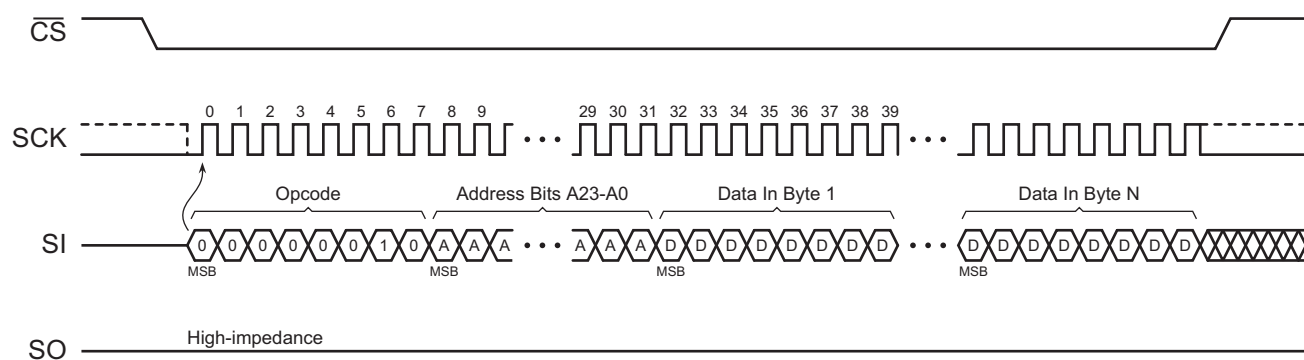 CS
SCK
0 1 2 3 4 5 6 7 8 9 29 30 31 32 33 34 35 36 37 38 39
Opcode Address Bits A23-A0 Data In Byte 1 Data In Byte N
SI
0 0 0 0 0 0 1 0 A A A A A A D D D D D D D D D D D D D D D D
MSB MSB MSB MSB
SO
High-impedance